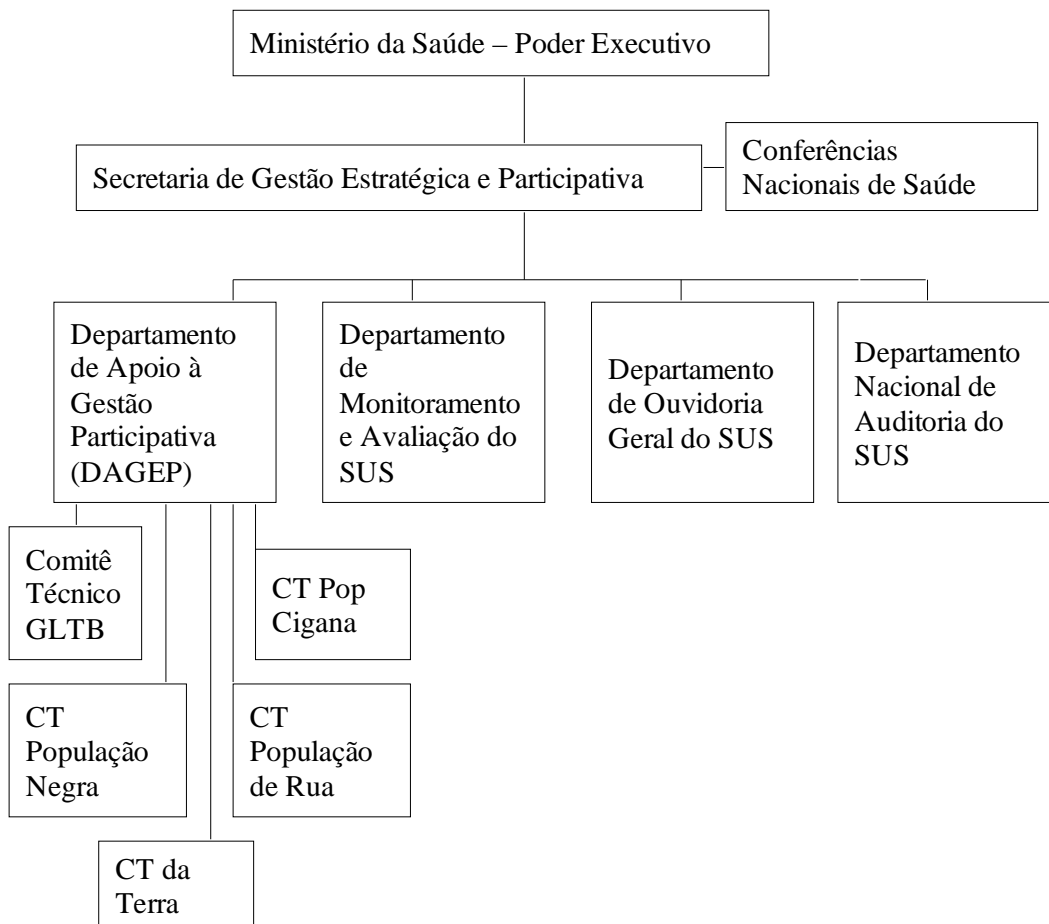 Ministério da Saúde – Poder Executivo
Secretaria de Gestão Estratégica e Participativa
Conferências
Nacionais de Saúde
Departamento
de Apoio à
Gestão
Participativa
(DAGEP)
Departamento
de
Monitoramento
e Avaliação do
SUS
Departamento
de Ouvidoria
Geral do SUS
Departamento
Nacional de
Auditoria do
SUS
Comitê
Técnico
GLTB
CT Pop
Cigana
CT
População
Negra
CT
População
de Rua
CT da
Terra